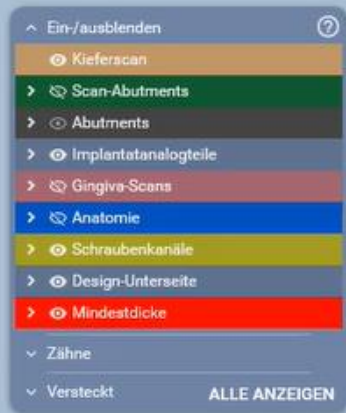 Ein-/ausblenden
Kieferscan
Scan-Abutments
Abutments
Implantatanalogteile
Gingiva-Scans
Anatomie
Schraubenkanäle
Design-Unterseite
Mindestdicke
Zähne
Versteckt ALLE ANZEIGEN